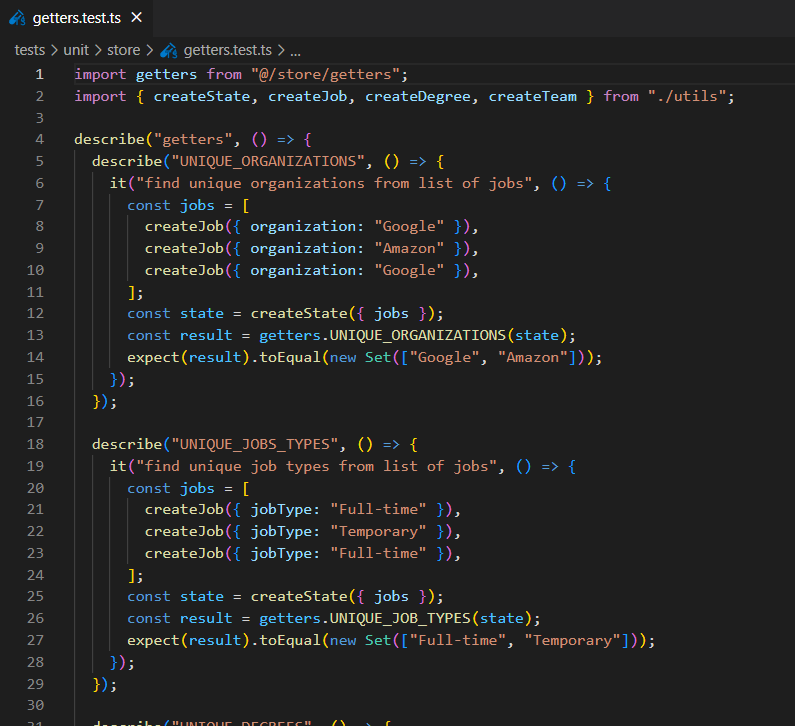 getters.test.ts ×
tests > unit > store > getters.test.ts > ...
1 import getters from "@/store/getters";
2 import { createState, createJob, createDegree, createTeam } from "./utils";
3
4 describe("getters", () => {
5   describe("UNIQUE_ORGANIZATIONS", () => {
6     it("find unique organizations from list of jobs", () => {
7       const jobs = [
8         createJob({ organization: "Google" }),
9         createJob({ organization: "Amazon" }),
10         createJob({ organization: "Google" }),
11       ];
12       const state = createState({ jobs });
13       const result = getters.UNIQUE_ORGANIZATIONS(state);
14       expect(result).toEqual(new Set(["Google", "Amazon"]));
15     });
16   });
17
18   describe("UNIQUE_JOBS_TYPES", () => {
19     it("find unique job types from list of jobs", () => {
20       const jobs = [
21         createJob({ jobType: "Full-time" }),
22         createJob({ jobType: "Temporary" }),
23         createJob({ jobType: "Full-time" }),
24       ];
25       const state = createState({ jobs });
26       const result = getters.UNIQUE_JOB_TYPES(state);
27       expect(result).toEqual(new Set(["Full-time", "Temporary"]));
28     });
29   });
30
31   describe("UNIQUE_DEGREES", () => {